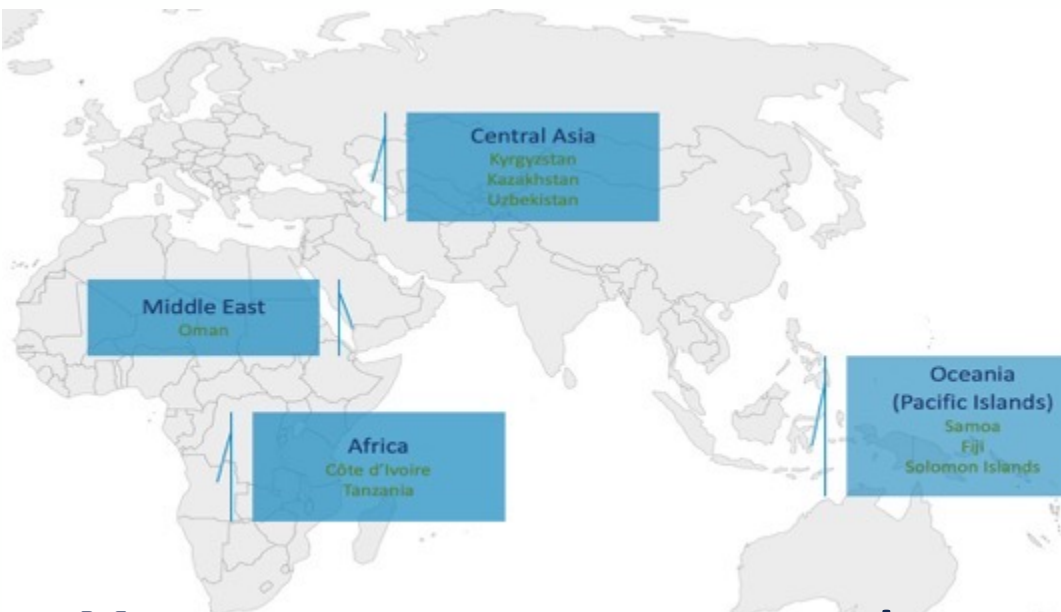 Central Asia
Kyrgyzstan
Kazakhstan
Uzbekistan
Middle East
Oman
Africa
Côte d'Ivoire
Tanzania
Oceania
(Pacific Islands)
Samoa
Fiji
Solomon Islands